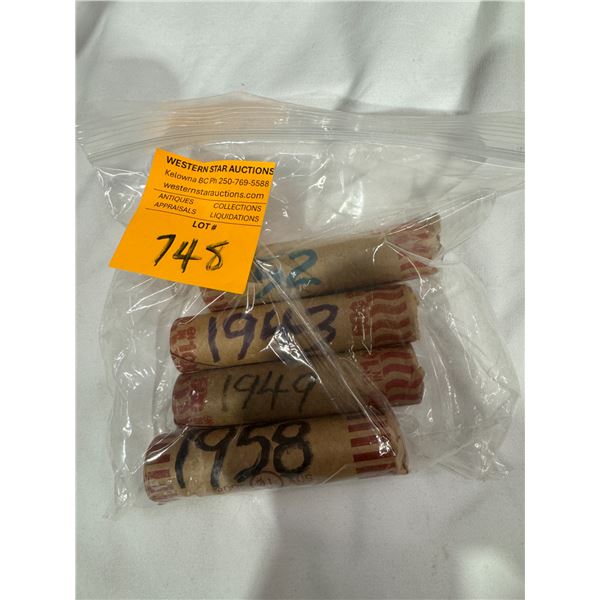 WESTERN STAR AUCTIONS
Kelowna BC Ph 250-769-5588
westernstarauctions.com
ANTIQUES COLLECTIONS
APPRAISALS LIQUIDATIONS
LOT #
748
52
1943
1949
1958